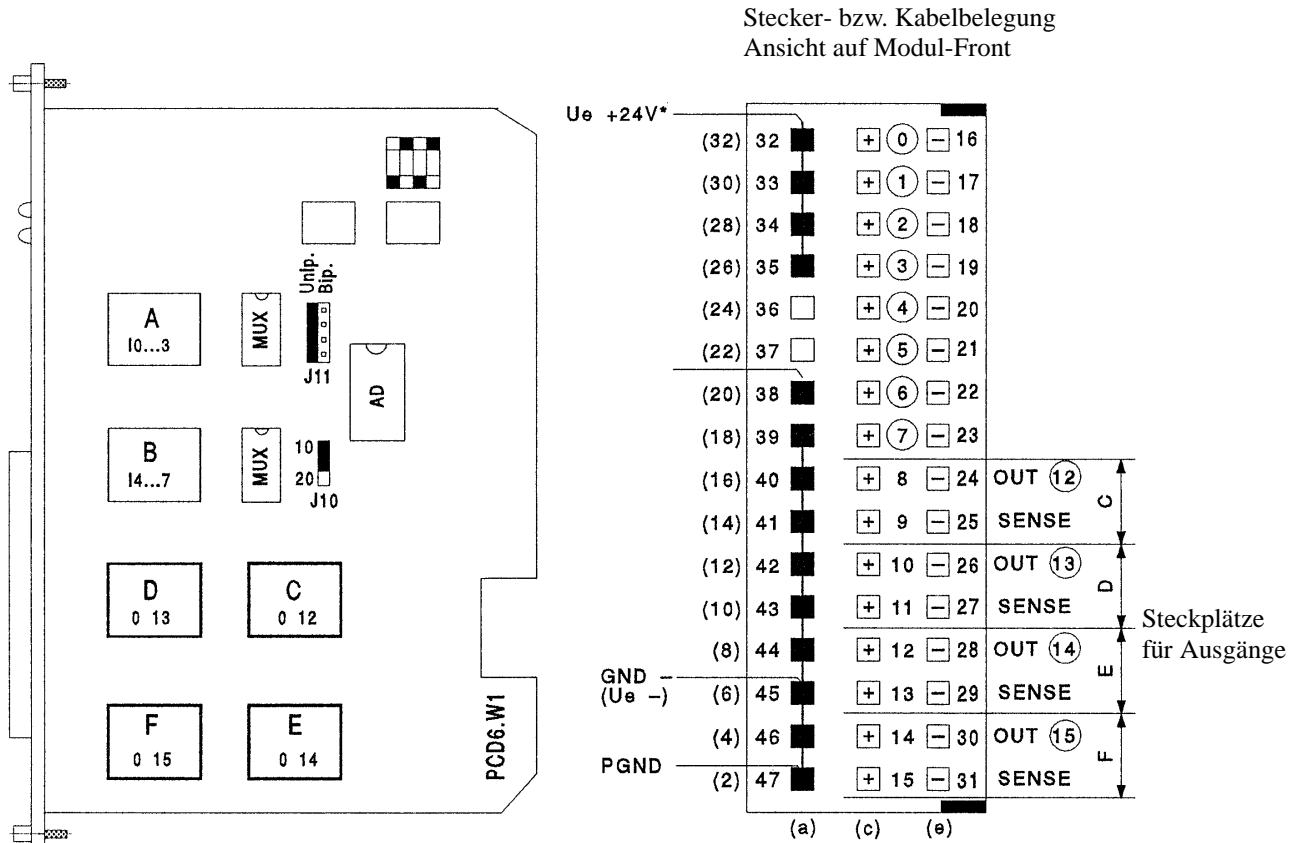 Stecker- bzw. Kabelbelegung
Ansicht auf Modul-Front
Ue +24V*
(32) 32 + 0 − 16
(30) 33 + 1 − 17
(28) 34 + 2 − 18
(26) 35 + 3 − 19
(24) 36 + 4 − 20
(22) 37 + 5 − 21
(20) 38 + 6 − 22
(18) 39 + 7 − 23
(16) 40 + 8 − 24 OUT 12
(14) 41 + 9 − 25 SENSE
C
(12) 42 + 10 − 26 OUT 13
(10) 43 + 11 − 27 SENSE
D
(8) 44 + 12 − 28 OUT 14
(6) 45 + 13 − 29 SENSE
E
(4) 46 + 14 − 30 OUT 15
(2) 47 + 15 − 31 SENSE
F
GND −
(Ue −)
PGND
(a) (c) (e)
Steckplätze
für Ausgänge
Unip.
Bip.
J11
A
I0...3
MUX
AD
B
I4...7
MUX
10
20
J10
D
0 13
C
0 12
F
0 15
E
0 14
PCD6.W1